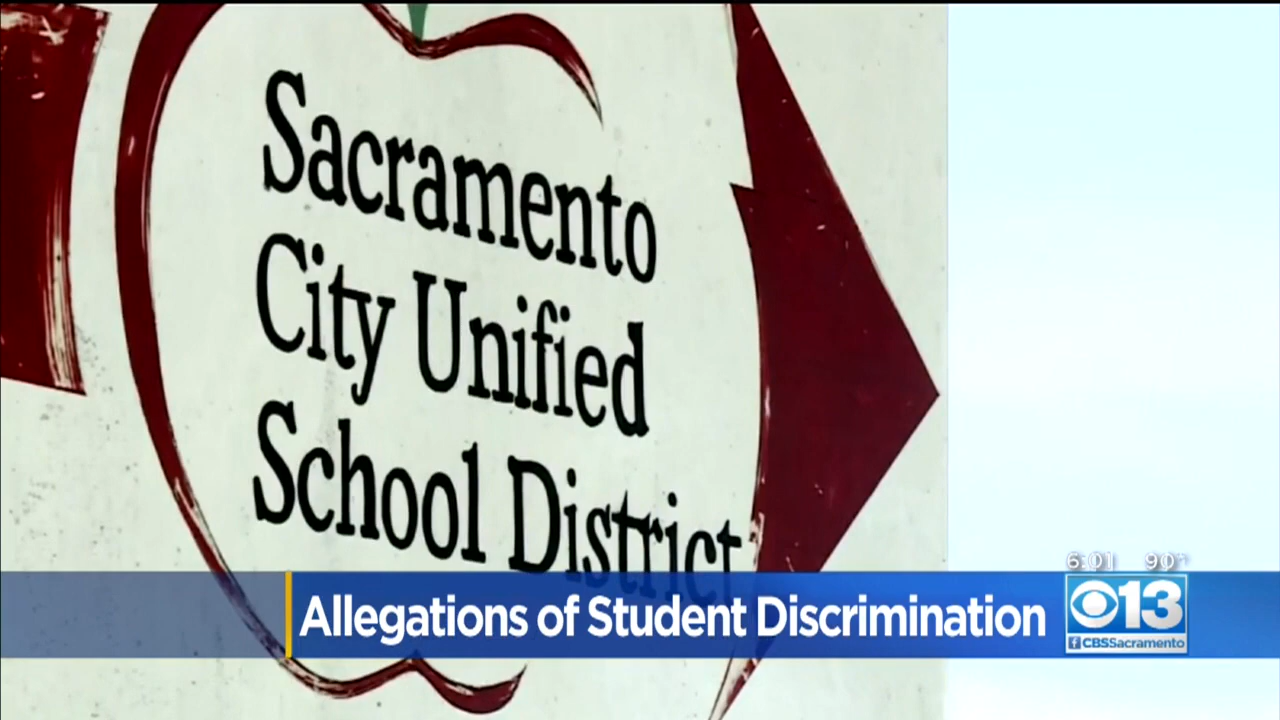 Sacramento
City Unified
School District
6:01 90°
Allegations of Student Discrimination
CBS 13
f CBSSacramento